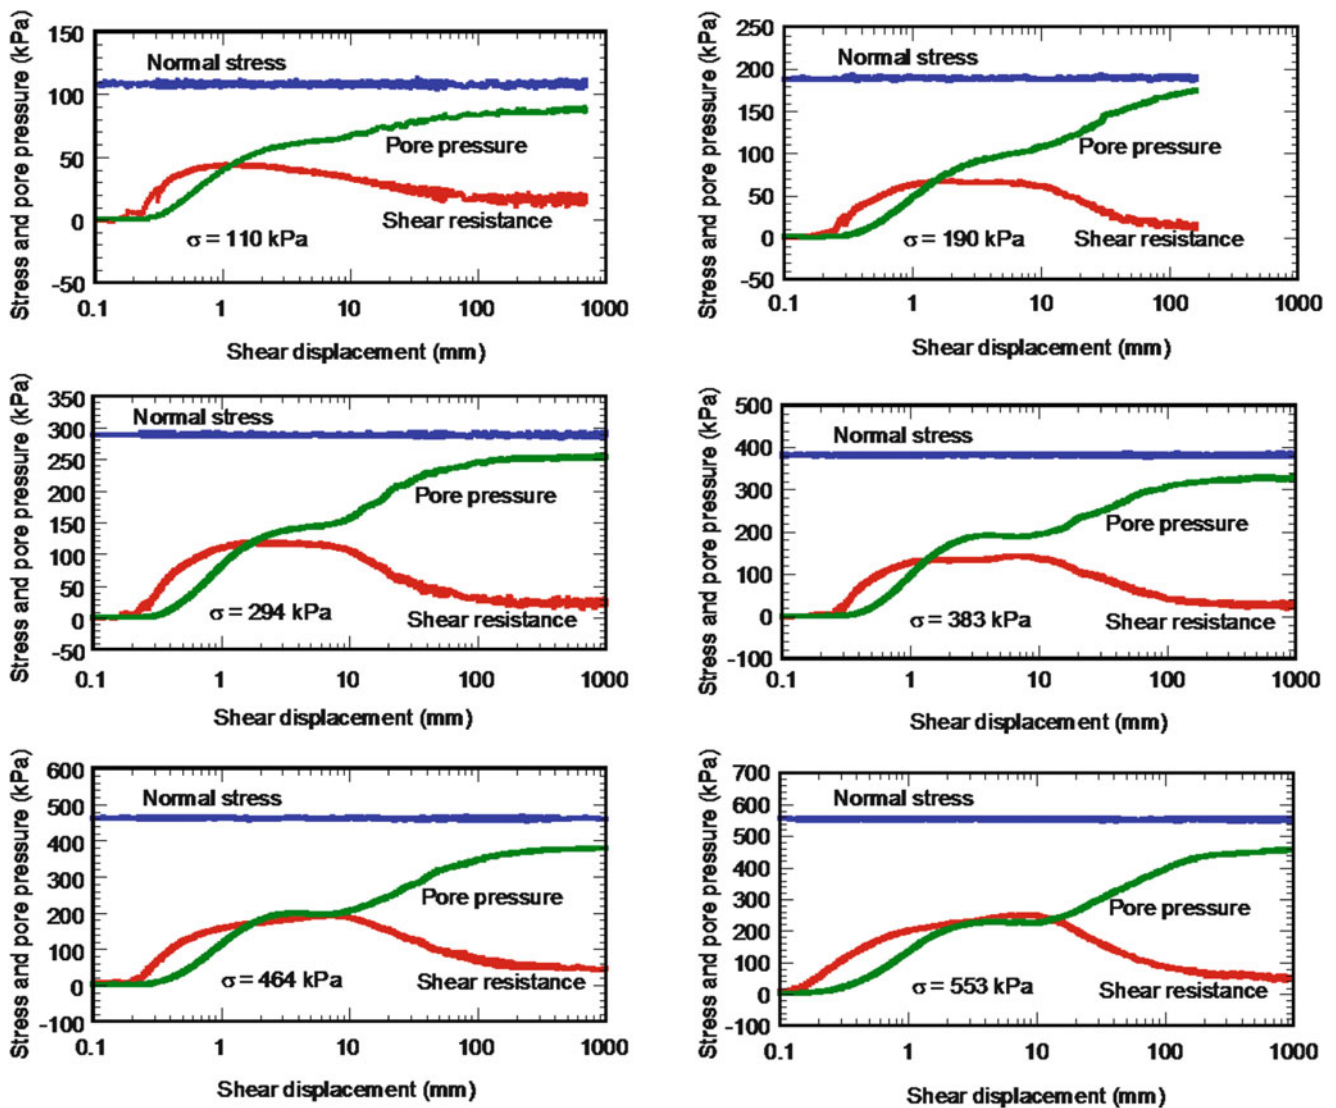 Stress and pore pressure (kPa)
150
100
50
0
-50
Normal stress
Pore pressure
Shear resistance
σ = 110 kPa
0.1 1 10 100 1000
Shear displacement (mm)
Stress and pore pressure (kPa)
250
200
150
100
50
0
-50
Normal stress
Pore pressure
Shear resistance
σ = 190 kPa
0.1 1 10 100 1000
Shear displacement (mm)
Stress and pore pressure (kPa)
350
300
250
200
150
100
50
0
-50
Normal stress
Pore pressure
σ = 294 kPa
Shear resistance
0.1 1 10 100 1000
Shear displacement (mm)
Stress and pore pressure (kPa)
500
400
300
200
100
0
-100
Normal stress
Pore pressure
σ = 383 kPa
Shear resistance
0.1 1 10 100 1000
Shear displacement (mm)
Stress and pore pressure (kPa)
600
500
400
300
200
100
0
-100
Normal stress
Pore pressure
σ = 464 kPa
Shear resistance
0.1 1 10 100 1000
Shear displacement (mm)
Stress and pore pressure (kPa)
700
600
500
400
300
200
100
0
-100
Normal stress
Pore pressure
σ = 553 kPa
Shear resistance
0.1 1 10 100 1000
Shear displacement (mm)